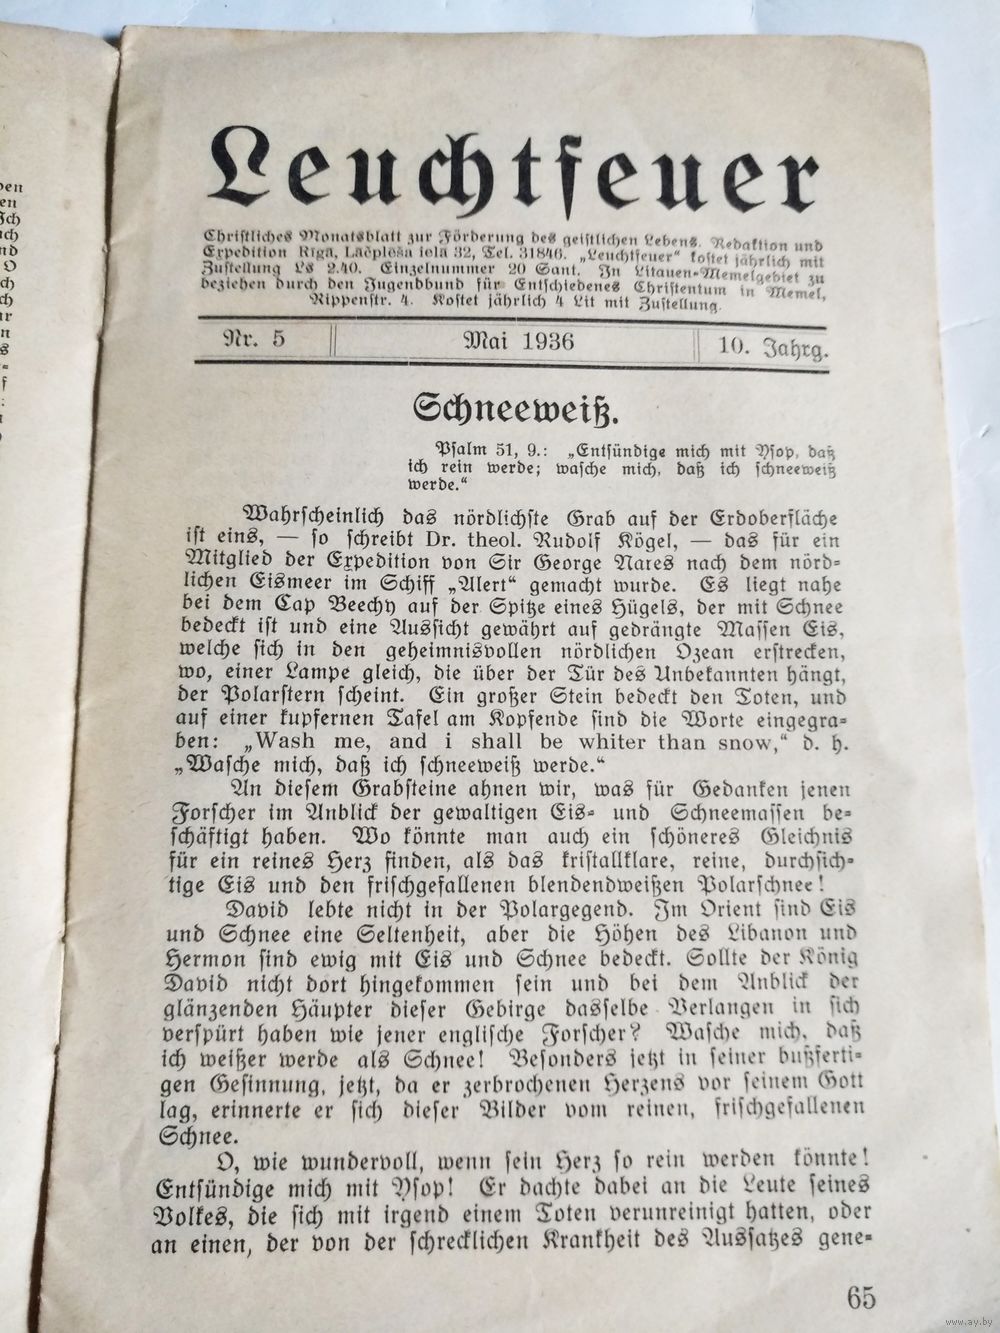 Leuchtfeuer
Christliches Monatsblatt zur Förderung des geistlichen Lebens. Redaktion und
Expedition Riga, Lačplesa iela 32, Tel. 31846. „Leuchtfeuer“ kostet jährlich mit
Zustellung Ls 2.40. Einzelnummer 20 Sant. In Litauen-Memelgebiet zu
beziehen durch den Jugendbund für Entschiedenes Christentum in Memel,
Rippenstr. 4. Kostet jährlich 4 Lit mit Zustellung.
Nr. 5 Mai 1936 10. Jahrg.
Schneeweiß.
Psalm 51, 9.: „Entsündige mich mit Ysop, daß
ich rein werde; wasche mich, daß ich schneeweiß
werde.“
Wahrscheinlich das nördlichste Grab auf der Erdoberfläche
ist eins, — so schreibt Dr. theol. Rudolf Kögel, — das für ein
Mitglied der Expedition von Sir George Nares nach dem nörd-
lichen Eismeer im Schiff „Alert“ gemacht wurde. Es liegt nahe
bei dem Cap Beechy auf der Spitze eines Hügels, der mit Schnee
bedeckt ist und eine Aussicht gewährt auf gedrängte Massen Eis,
welche sich in den geheimnisvollen nördlichen Ozean erstrecken,
wo, einer Lampe gleich, die über der Tür des Unbekannten hängt,
der Polarstern scheint. Ein großer Stein bedeckt den Toten, und
auf einer kupfernen Tafel am Kopfende sind die Worte eingegra-
ben: „Wash me, and i shall be whiter than snow,“ d. h.
„Wasche mich, daß ich schneeweiß werde.“
An diesem Grabsteine ahnen wir, was für Gedanken jenen
Forscher im Anblick der gewaltigen Eis- und Schneemassen be-
schäftigt haben. Wo könnte man auch ein schöneres Gleichnis
für ein reines Herz finden, als das kristallklare, reine, durchsich-
tige Eis und den frischgefallenen blendendweißen Polarschnee!
David lebte nicht in der Polargegend. Im Orient sind Eis
und Schnee eine Seltenheit, aber die Höhen des Libanon und
Hermon sind ewig mit Eis und Schnee bedeckt. Sollte der König
David nicht dort hingekommen sein und bei dem Anblick der
glänzenden Häupter dieser Gebirge dasselbe Verlangen in sich
verspürt haben wie jener englische Forscher? Wasche mich, daß
ich weißer werde als Schnee! Besonders jetzt in seiner bußferti-
gen Gesinnung, jetzt, da er zerbrochenen Herzens vor seinem Gott
lag, erinnerte er sich dieser Bilder vom reinen, frischgefallenen
Schnee.
O, wie wundervoll, wenn sein Herz so rein werden könnte!
Entsündige mich mit Ysop! Er dachte dabei an die Leute seines
Volkes, die sich mit irgend einem Toten verunreinigt hatten, oder
an einen, der von der schrecklichen Krankheit des Aussatzes gene-
65
www.ay.by